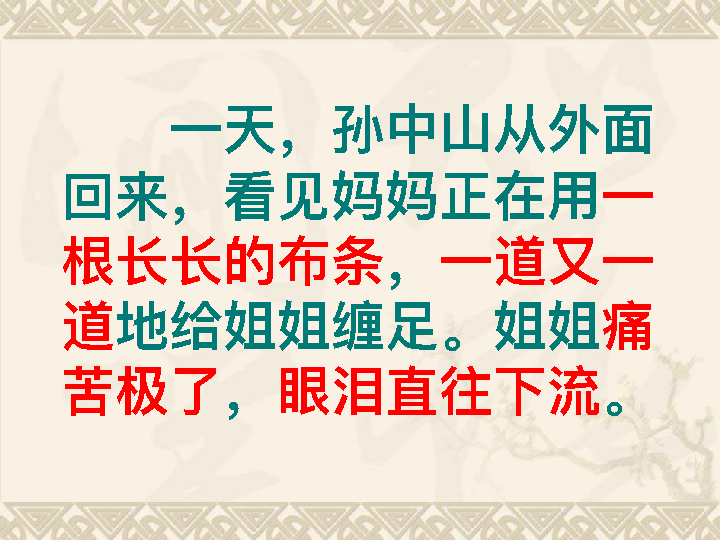 一天，孙中山从外面
回来，看见妈妈正在用一
根长长的布条，一道又一
道地给姐姐缠足。姐姐痛
苦极了，眼泪直往下流。